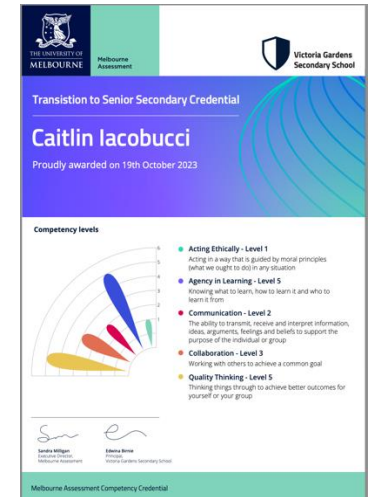 THE UNIVERSITY OF
MELBOURNE
Melbourne
Assessment
Victoria Gardens
Secondary School
Transistion to Senior Secondary Credential
Caitlin Iacobucci
Proudly awarded on 19th October 2023
Competency levels
6
5
4
3
2
1
Acting Ethically - Level 1
Acting in a way that is guided by moral principles
(what we ought to do) in any situation
Agency in Learning - Level 5
Knowing what to learn, how to learn it and who to
learn it from
Communication - Level 2
The ability to transmit, receive and interpret information,
ideas, arguments, feelings and beliefs to support the
purpose of the individual or group
Collaboration - Level 3
Working with others to achieve a common goal
Quality Thinking - Level 5
Thinking things through to achieve better outcomes for
yourself or your group
Sandra Milligan
Executive Director,
Melbourne Assessment
Edwina Birnie
Principal,
Victoria Gardens Secondary School
Melbourne Assessment Competency Credential